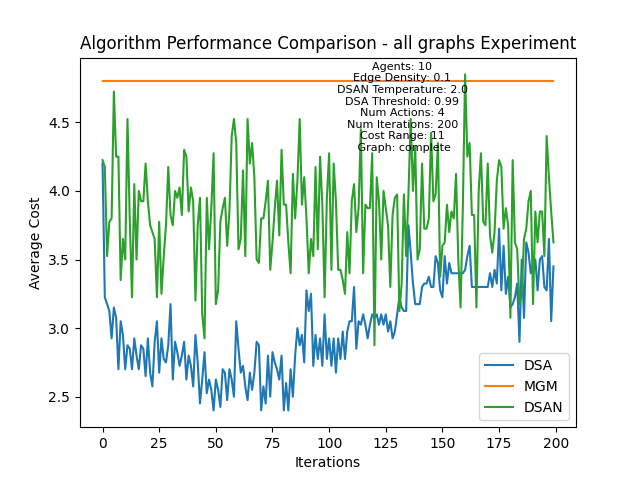 Algorithm Performance Comparison - all graphs Experiment
Agents: 10
Edge Density: 0.1
DSAN Temperature: 2.0
DSA Threshold: 0.99
Num Actions: 4
Num Iterations: 200
Cost Range: 11
Graph: complete
Average Cost
4.5
4.0
3.5
3.0
2.5
DSA
MGM
DSAN
0
25
50
75
100
125
150
175
200
Iterations